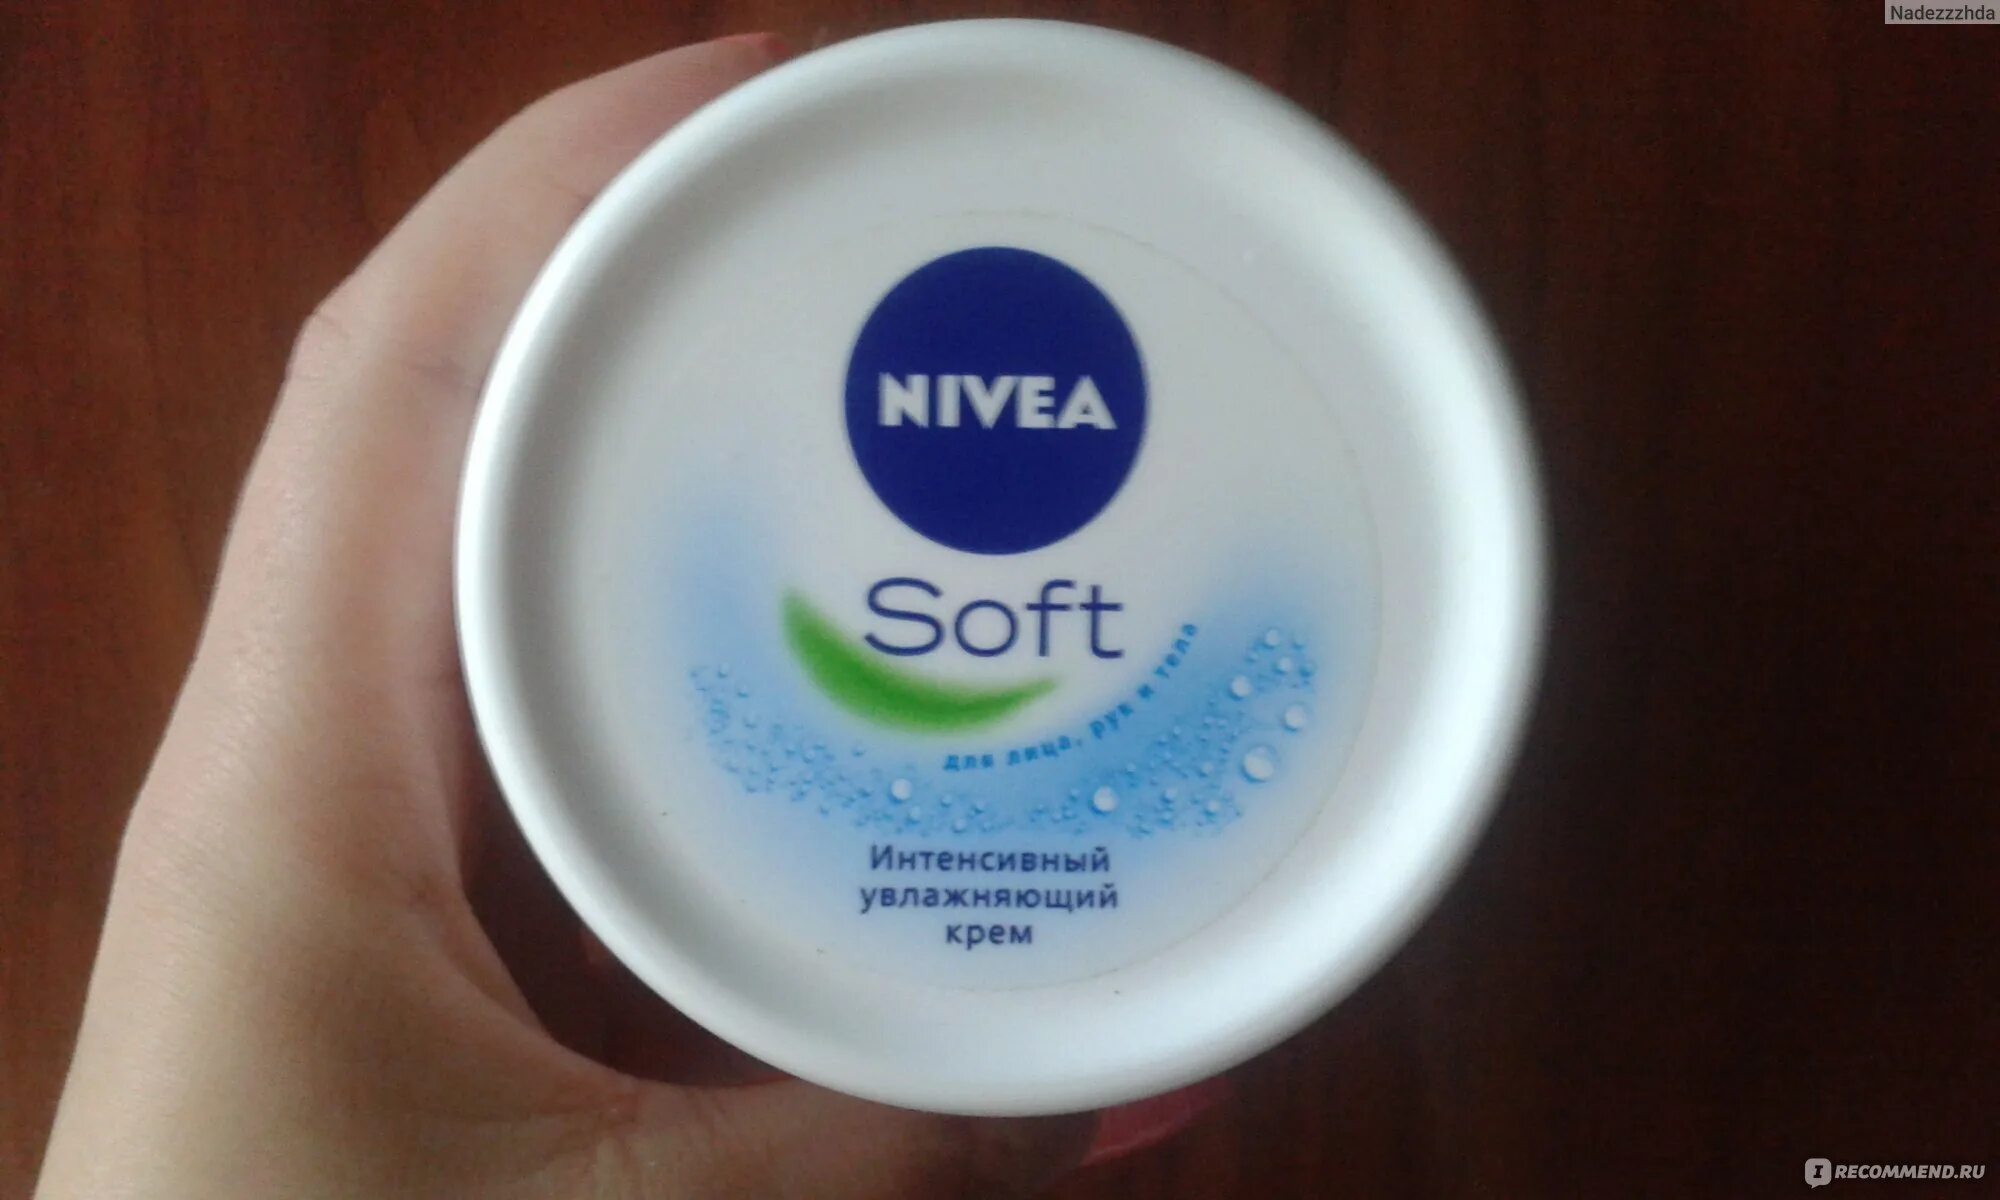 Nadezzzhda
NIVEA
Soft
для лица, рук и тела
Интенсивный
увлажняющий
крем
I RECOMMEND.RU